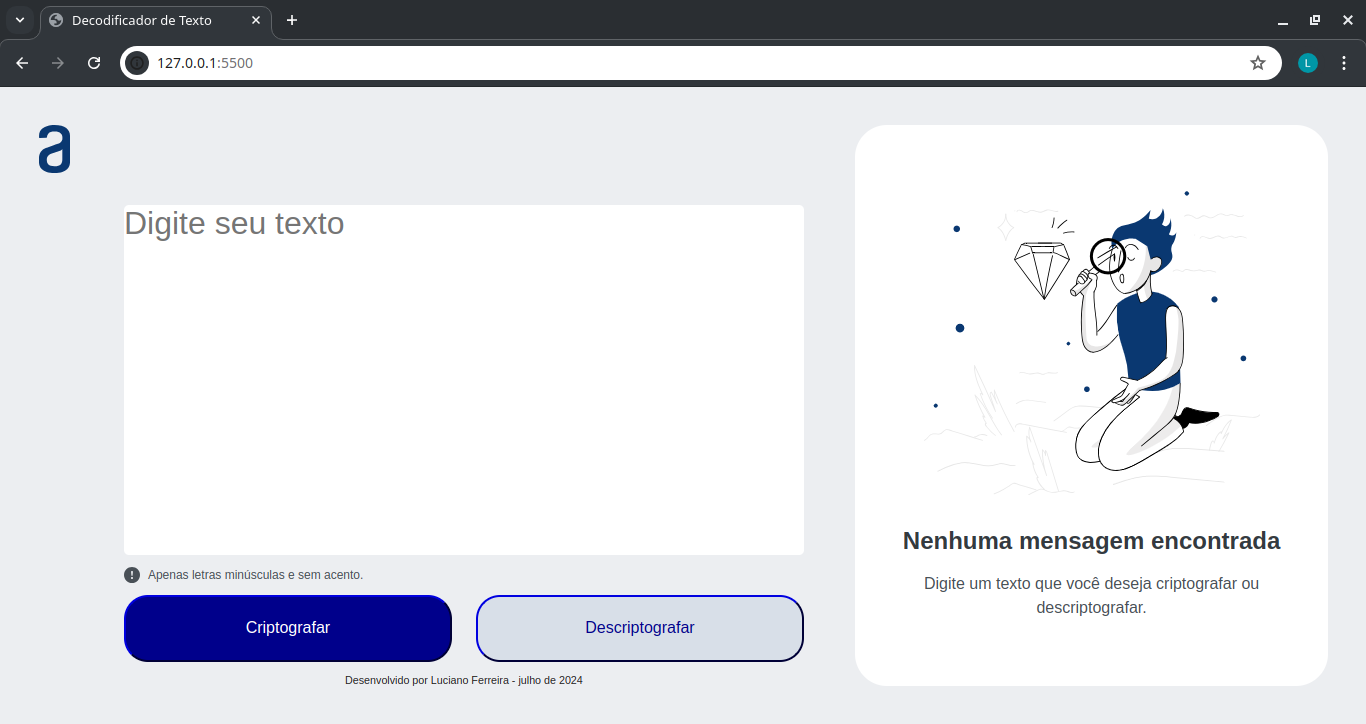 Decodificador de Texto
127.0.0.1:5500
L
a
Digite seu texto
Apenas letras minúsculas e sem acento.
Criptografar
Descriptografar
Desenvolvido por Luciano Ferreira - julho de 2024
Nenhuma mensagem encontrada
Digite um texto que você deseja criptografar ou
descriptografar.